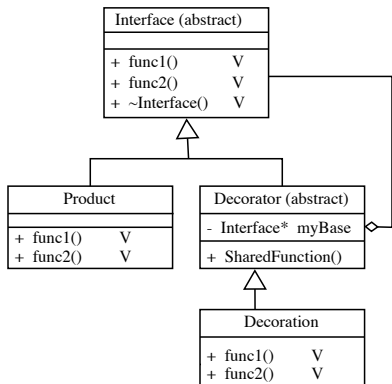 Interface (abstract)
+ func1() V
+ func2() V
+ ~Interface() V
Product
+ func1() V
+ func2() V
Decorator (abstract)
- Interface* myBase
+ SharedFunction()
Decoration
+ func1() V
+ func2() V